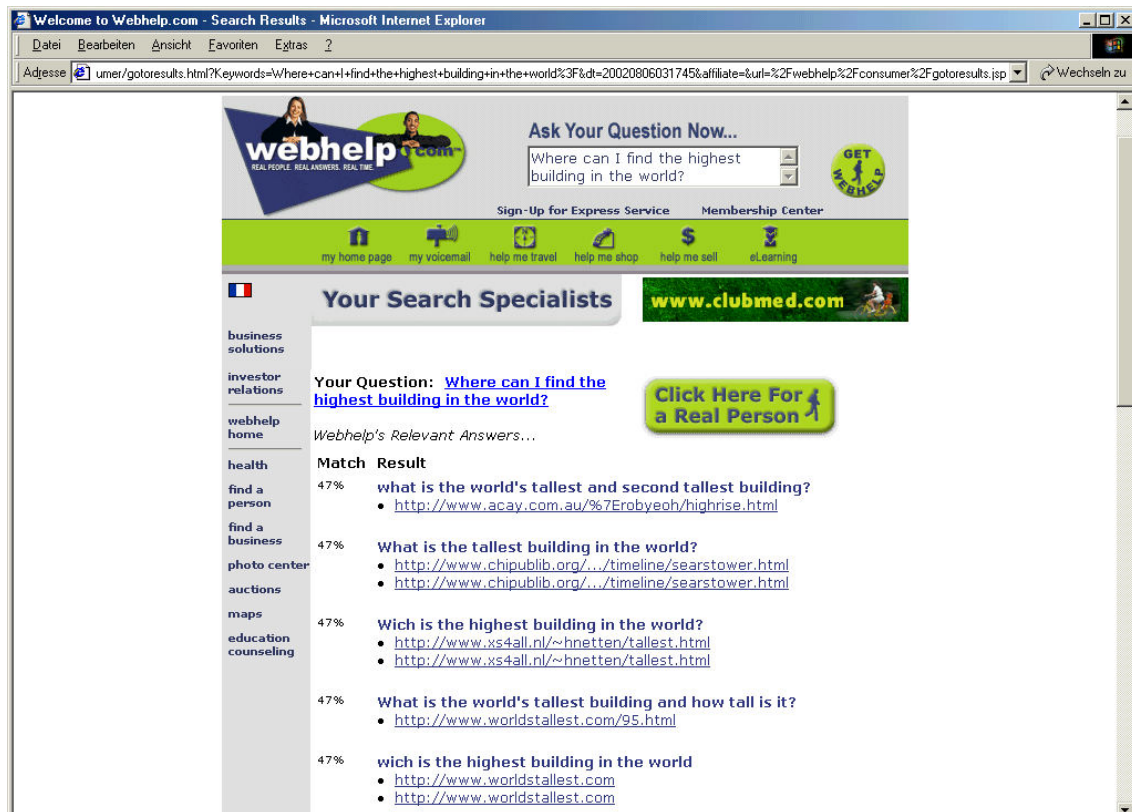 Welcome to Webhelp.com - Search Results - Microsoft Internet Explorer
Datei Bearbeiten Ansicht Favoriten Extras ?
Adresse umer/gotoresults.html?Keywords=Where+can+I+find+the+highest+building+in+the+world%3F&dt=20020806031745&affiliate=&url=%2Fwebhelp%2Fconsumer%2Fgotoresults.jsp Wechseln zu
webhelp.com
REAL PEOPLE. REAL ANSWERS. REAL TIME.
Ask Your Question Now...
Where can I find the highest
building in the world?
GET
WEBHELP
Sign-Up for Express Service Membership Center
my home page my voicemail help me travel help me shop help me sell eLearning
Your Search Specialists
www.clubmed.com
business
solutions
investor
relations
webhelp
home
health
find a
person
find a
business
photo center
auctions
maps
education
counseling
Your Question: Where can I find the
highest building in the world?
Click Here For
a Real Person
Webhelp's Relevant Answers...
Match Result
47% what is the world's tallest and second tallest building?
• http://www.acay.com.au/%7Erobyeoh/highrise.html
47% What is the tallest building in the world?
• http://www.chipublib.org/.../timeline/searstower.html
• http://www.chipublib.org/.../timeline/searstower.html
47% Wich is the highest building in the world?
• http://www.xs4all.nl/~hnetten/tallest.html
• http://www.xs4all.nl/~hnetten/tallest.html
47% What is the world's tallest building and how tall is it?
• http://www.worldstallest.com/95.html
47% wich is the highest building in the world
• http://www.worldstallest.com
• http://www.worldstallest.com